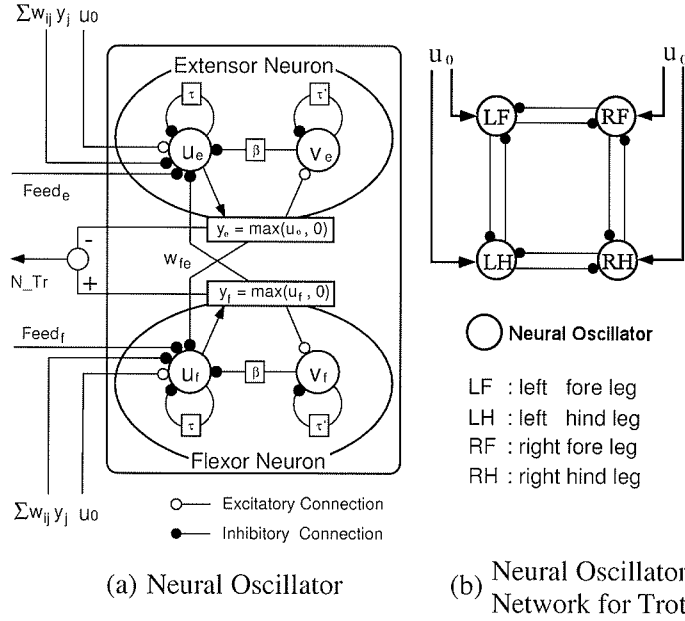 Σwij yj u0
Extensor Neuron
τ
τ'
ue
β
ve
Feede
ye = max(ue, 0)
-
N_Tr
+
wfe
yf = max(uf, 0)
Feedf
uf
β
vf
τ
τ'
Flexor Neuron
Σwij yj u0
Excitatory Connection
Inhibitory Connection
(a) Neural Oscillator
u0
u0
LF
RF
LH
RH
Neural Oscillator
LF : left fore leg
LH : left hind leg
RF : right fore leg
RH : right hind leg
(b) Neural Oscillator
Network for Trot